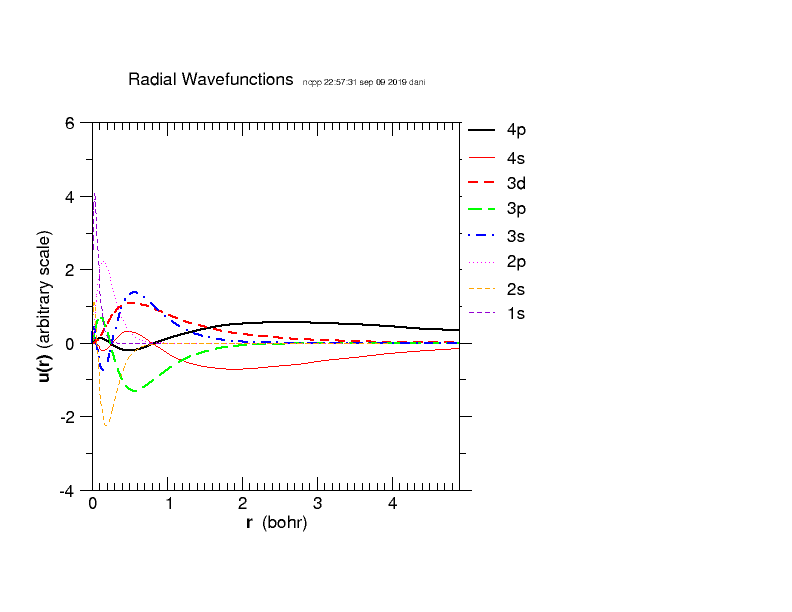 Radial Wavefunctions ncpp 22:57:31 sep 09 2019 dani
6
4
2
0
-2
-4
u(r) (arbitrary scale)
0 1 2 3 4
r (bohr)
4p
4s
3d
3p
3s
2p
2s
1s